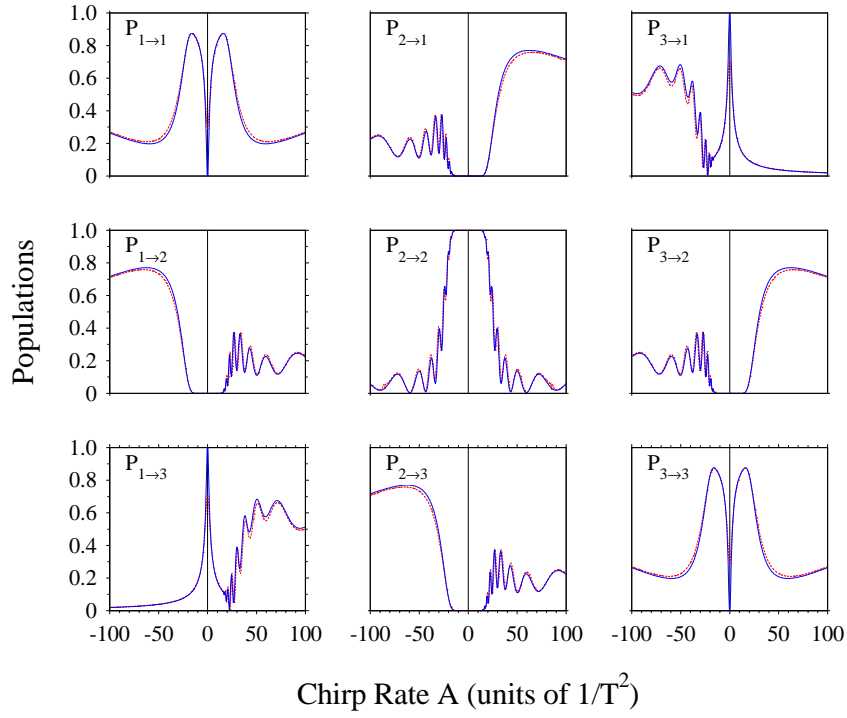 1.0 P1→1 P2→1 P3→1
0.8
0.6
0.4
0.2
0
1.0 P1→2 P2→2 P3→2
0.8
0.6
0.4
0.2
0
Populations
1.0 P1→3 P2→3 P3→3
0.8
0.6
0.4
0.2
0
-100 -50 0 50 100 -100 -50 0 50 100 -100 -50 0 50 100
Chirp Rate A (units of 1/T²)